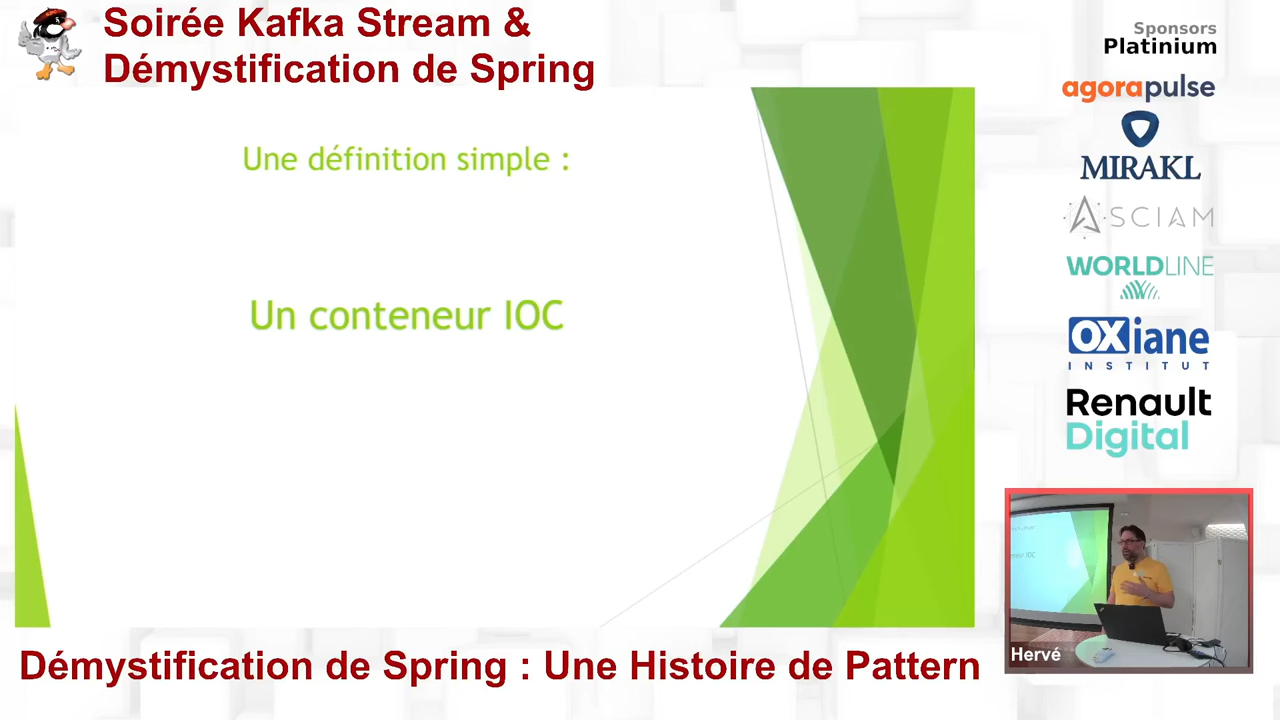 Soirée Kafka Stream &
Démystification de Spring
Une définition simple :
Un conteneur IOC
Sponsors
Platinium
agorapulse
MIRAKL
ASCIAM
WORLDLINE
OXiane
INSTITUT
Renault
Digital
Hervé
Démystification de Spring : Une Histoire de Pattern